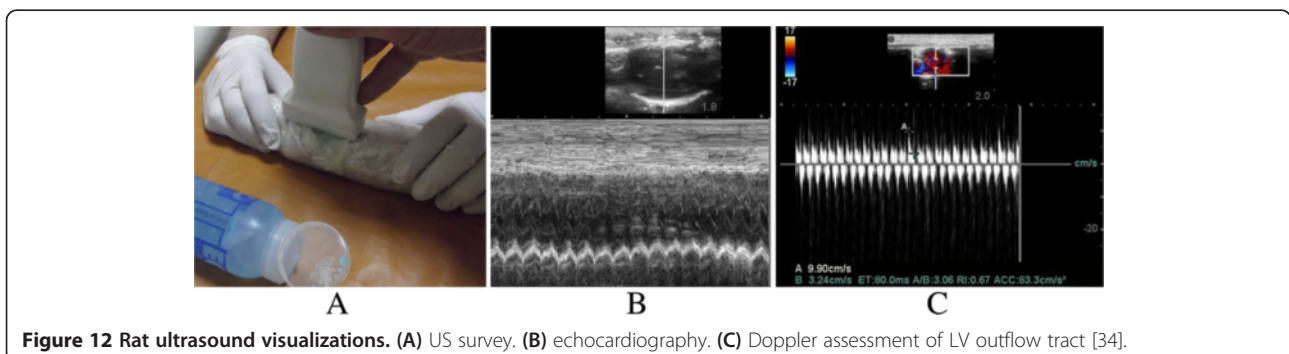 1.8
17
-17
2.0
cm/s
-20
A
A 9.90cm/s
B 3.24cm/s ET:80.0ms A/B:3.06 RI:0.67 ACC:83.3cm/s²
A
B
C
Figure 12 Rat ultrasound visualizations. (A) US survey. (B) echocardiography. (C) Doppler assessment of LV outflow tract [34].